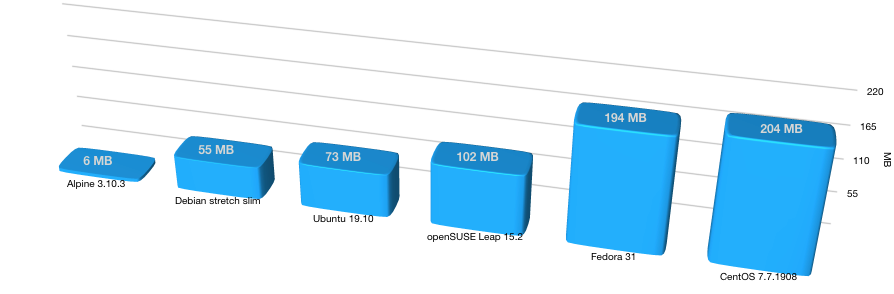 220
194 MB
204 MB
165
55 MB
73 MB
102 MB
6 MB
110
MB
Alpine 3.10.3
55
Debian stretch slim
Ubuntu 19.10
openSUSE Leap 15.2
Fedora 31
CentOS 7.7.1908